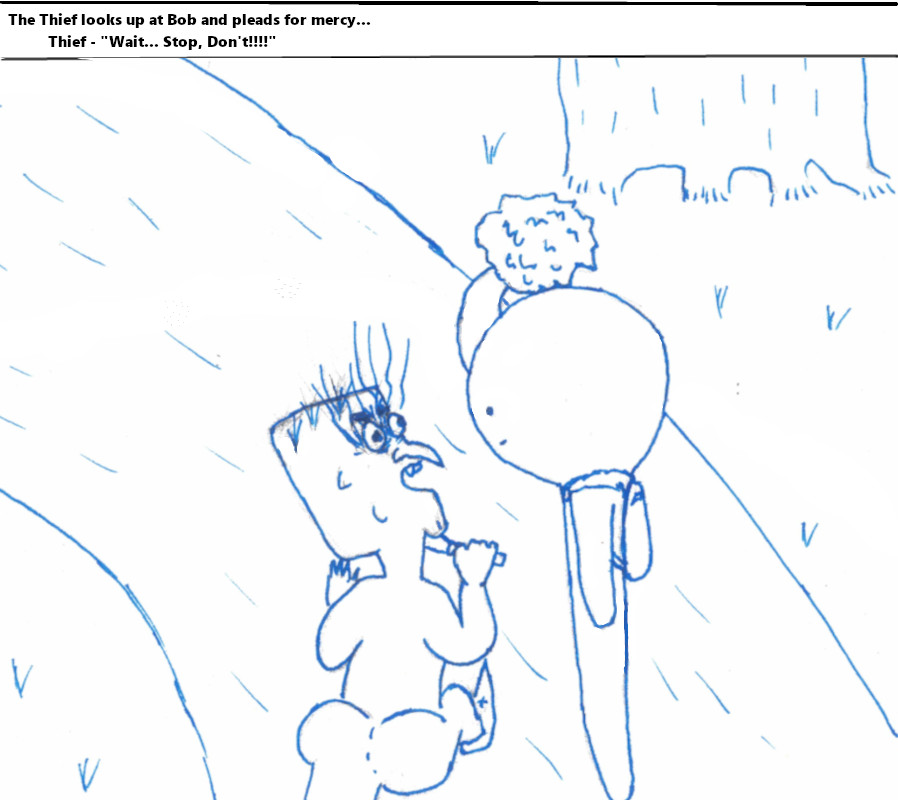 The Thief looks up at Bob and pleads for mercy...
Thief - "Wait... Stop, Don't!!!!"